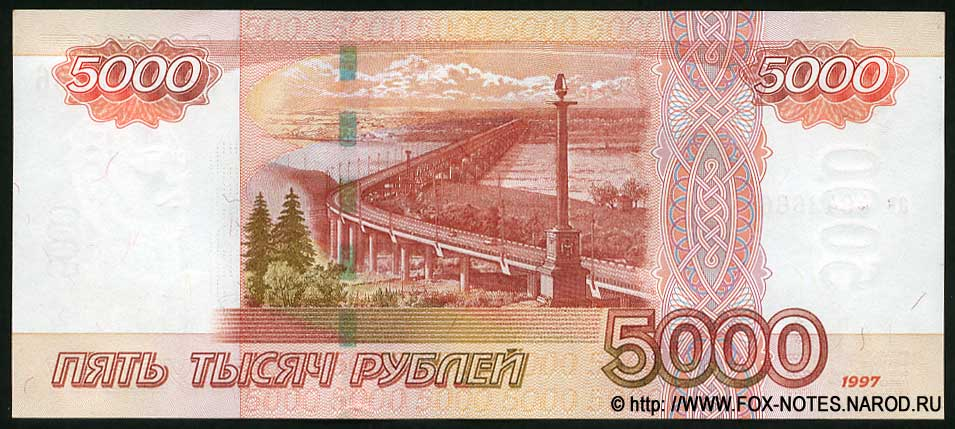 5000 5000
ПЯТЬ ТЫСЯЧ РУБЛЕЙ 5000
1997
© http: //WWW.FOX-NOTES.NAROD.RU